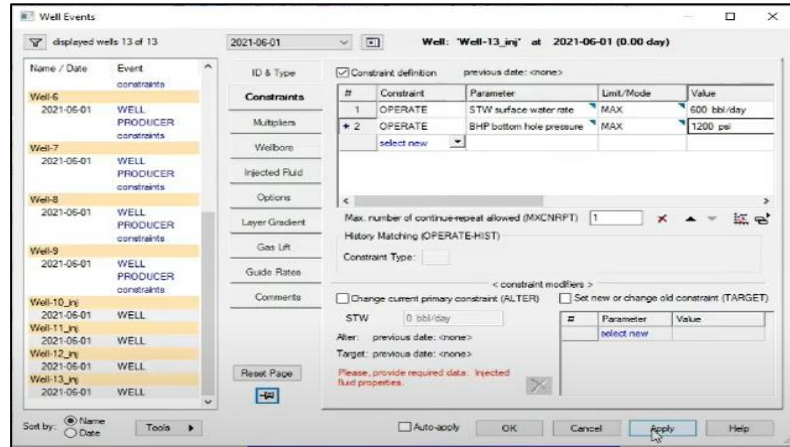 Well Events
displayed wells 13 of 13
2021-06-01
Well: 'Well-13_inj' at 2021-06-01 (0.00 day)
Name / Date Event
constraints
Well-6
2021-06-01 WELL
PRODUCER
constraints
Well-7
2021-06-01 WELL
PRODUCER
constraints
Well-8
2021-06-01 WELL
PRODUCER
constraints
Well-9
2021-06-01 WELL
PRODUCER
constraints
Well-10_inj
2021-06-01 WELL
Well-11_inj
2021-06-01 WELL
Well-12_inj
2021-06-01 WELL
Well-13_inj
2021-06-01 WELL
Sort by: Name
Date
Tools
ID & Type
Constraints
Multipliers
Wellbore
Injected Fluid
Options
Layer Gradient
Gas Lift
Guide Rates
Comments
Reset Page
Constraint definition previous date: <none>
# Constraint Parameter Limit/Mode Value
1 OPERATE STW surface water rate MAX 600 bbl/day
+ 2 OPERATE BHP bottom hole pressure MAX 1200 psi
select new
Max. number of continue-repeat allowed (MXCNRPT) 1
History Matching (OPERATE-HIST)
Constraint Type:
< constraint modifiers >
Change current primary constraint (ALTER)
Set new or change old constraint (TARGET)
STW 0 bbl/day
# Parameter Value
select new
Alter: previous date: <none>
Target: previous date: <none>
Please, provide required data: Injected
fluid properties.
Auto-apply OK Cancel Apply Help